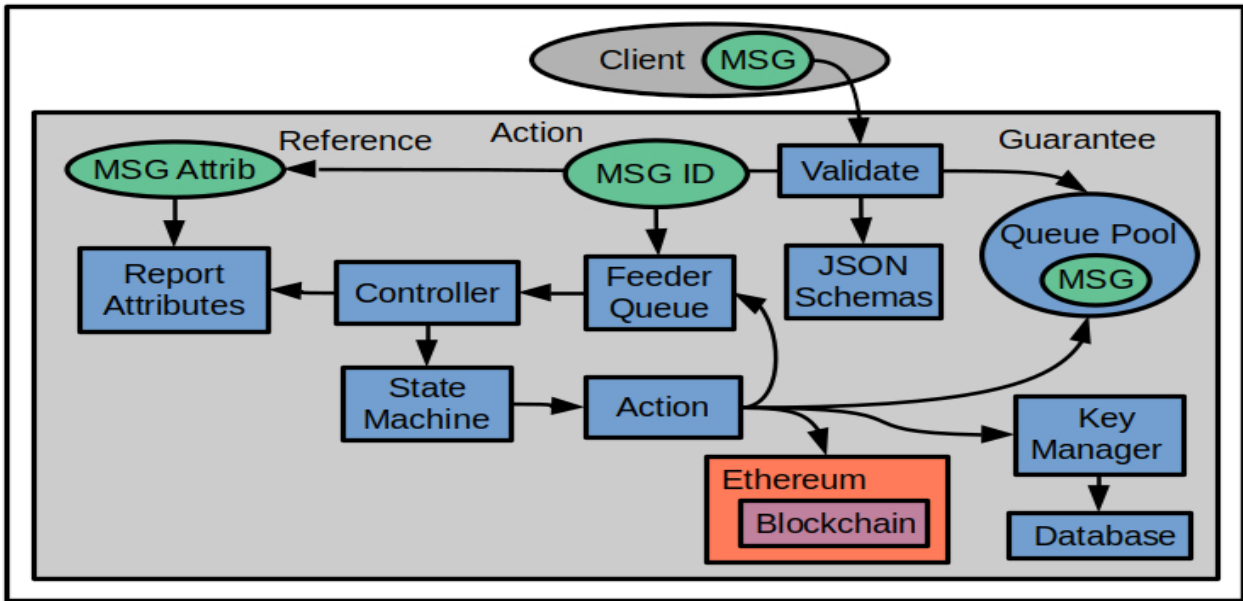 Client
MSG
Reference
Action
Guarantee
MSG Attrib
MSG ID
Validate
Queue Pool
MSG
Report
Attributes
Controller
Feeder
Queue
JSON
Schemas
State
Machine
Action
Key
Manager
Ethereum
Blockchain
Database